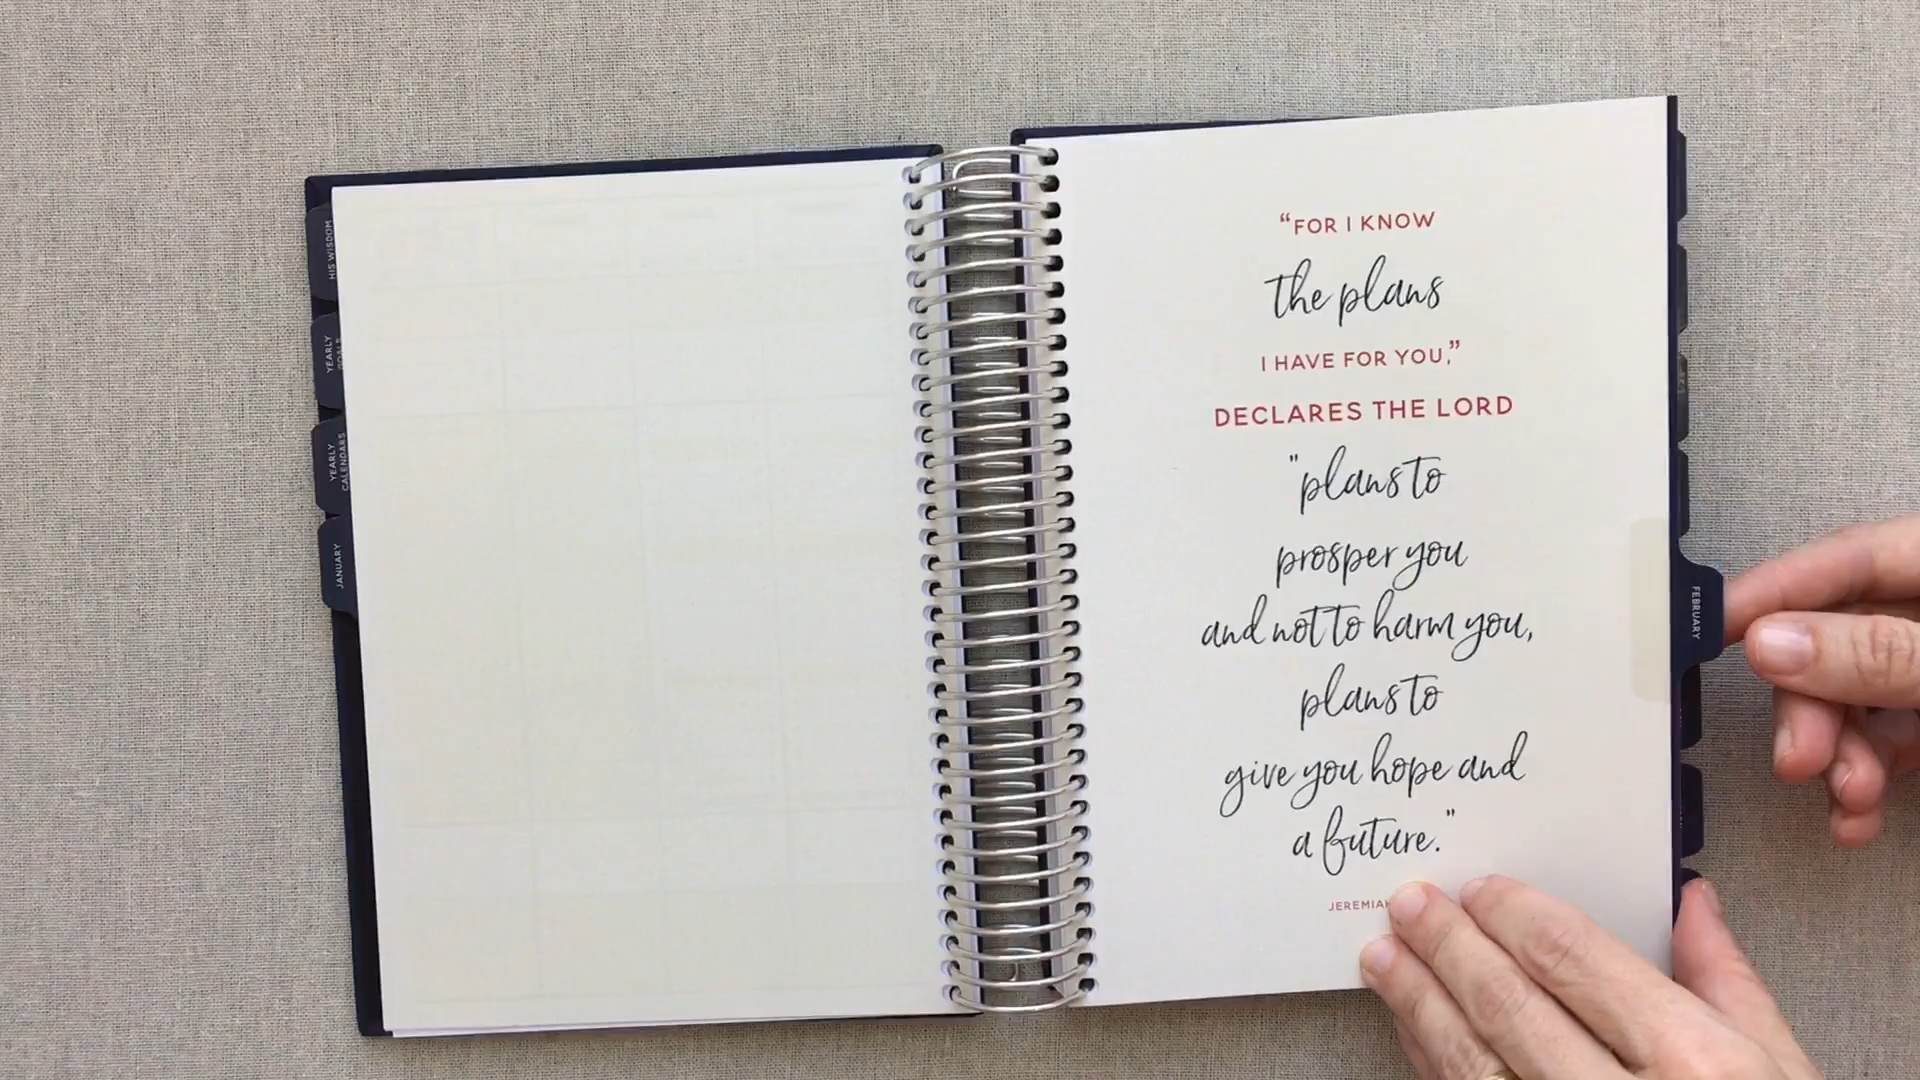 HIS WISDOM
YEARLY
GOALS
YEARLY
CALENDARS
JANUARY
“FOR I KNOW
the plans
I HAVE FOR YOU,”
DECLARES THE LORD
"plans to
prosper you
and not to harm you,
plans to
give you hope and
a future."
FEBRUARY